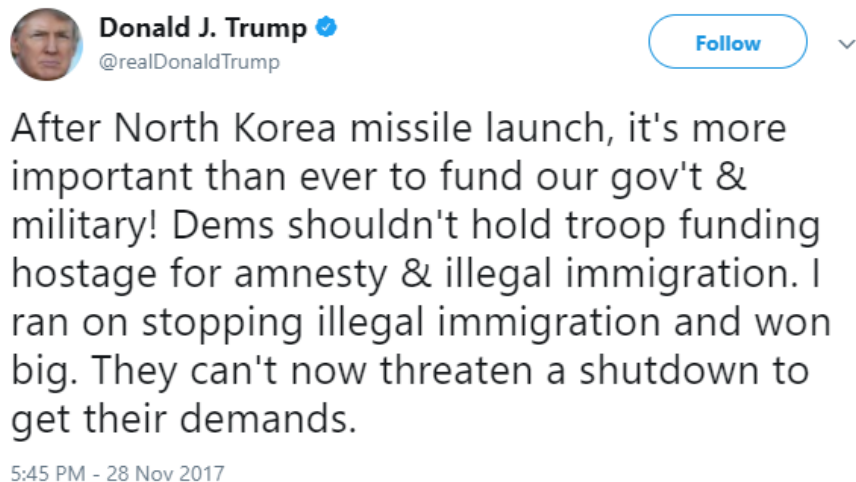 Donald J. Trump
@realDonaldTrump
Follow
After North Korea missile launch, it's more
important than ever to fund our gov't &
military! Dems shouldn't hold troop funding
hostage for amnesty & illegal immigration. I
ran on stopping illegal immigration and won
big. They can't now threaten a shutdown to
get their demands.
5:45 PM - 28 Nov 2017